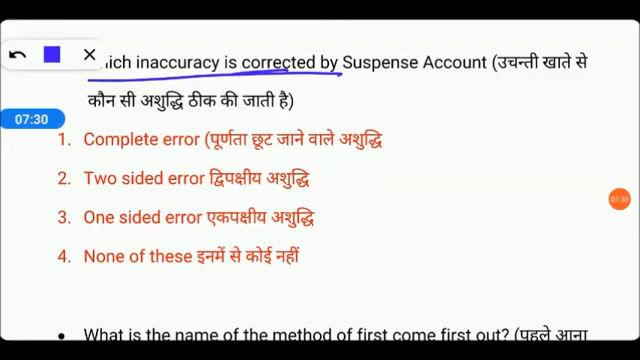 hich inaccuracy is corrected by Suspense Account (उचन्ती खाते से
कौन सी अशुद्धि ठीक की जाती है)
07:30
1. Complete error (पूर्णता छूट जाने वाले अशुद्धि
07:30
2. Two sided error द्विपक्षीय अशुद्धि
3. One sided error एकपक्षीय अशुद्धि
4. None of these इनमें से कोई नहीं
• What is the name of the method of first come first out? (पहले आना